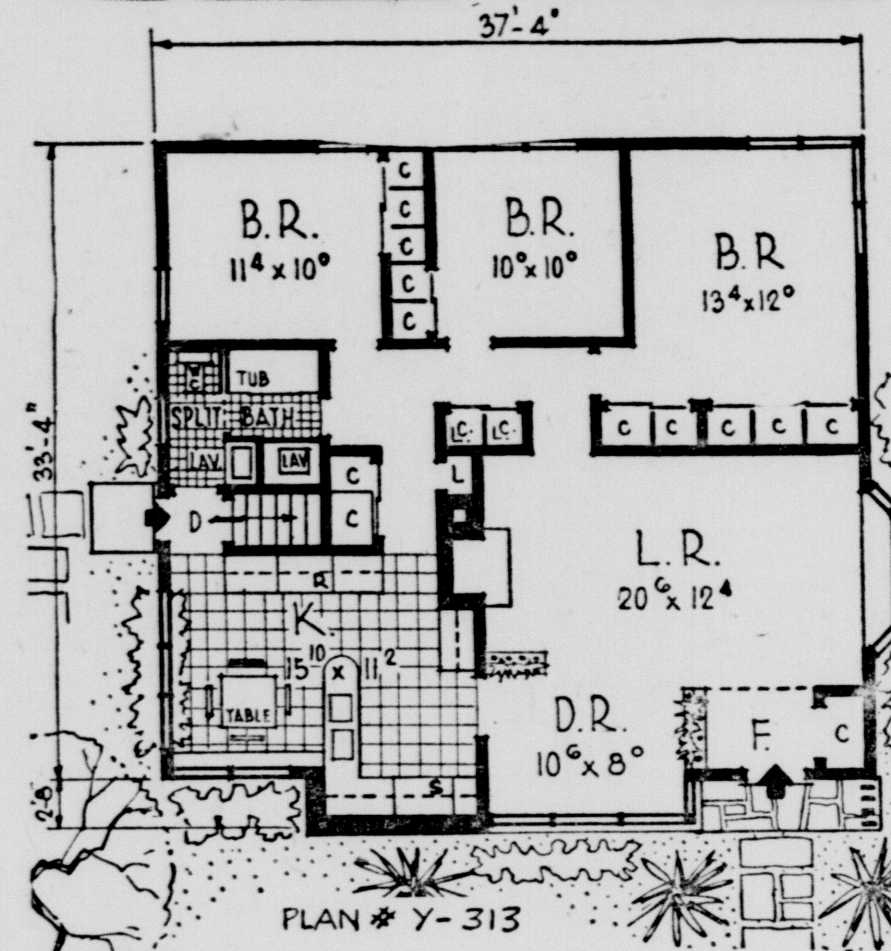 37'-4"
B.R.
11⁴ x 10⁰
C
C
C
C
C
B.R.
10⁰ x 10⁰
B.R
13⁴ x 12⁰
W
C
TUB
SPLIT BATH
LAV.
LAV
LC.
LC.
C
C
C
C
C
33'-4"
L
C
C
D
R
K.
15¹⁰ x 11²
TABLE
S
L.R.
20⁶ x 12⁴
D.R.
10⁶ x 8⁰
F.
C
2'-8
PLAN # Y-313